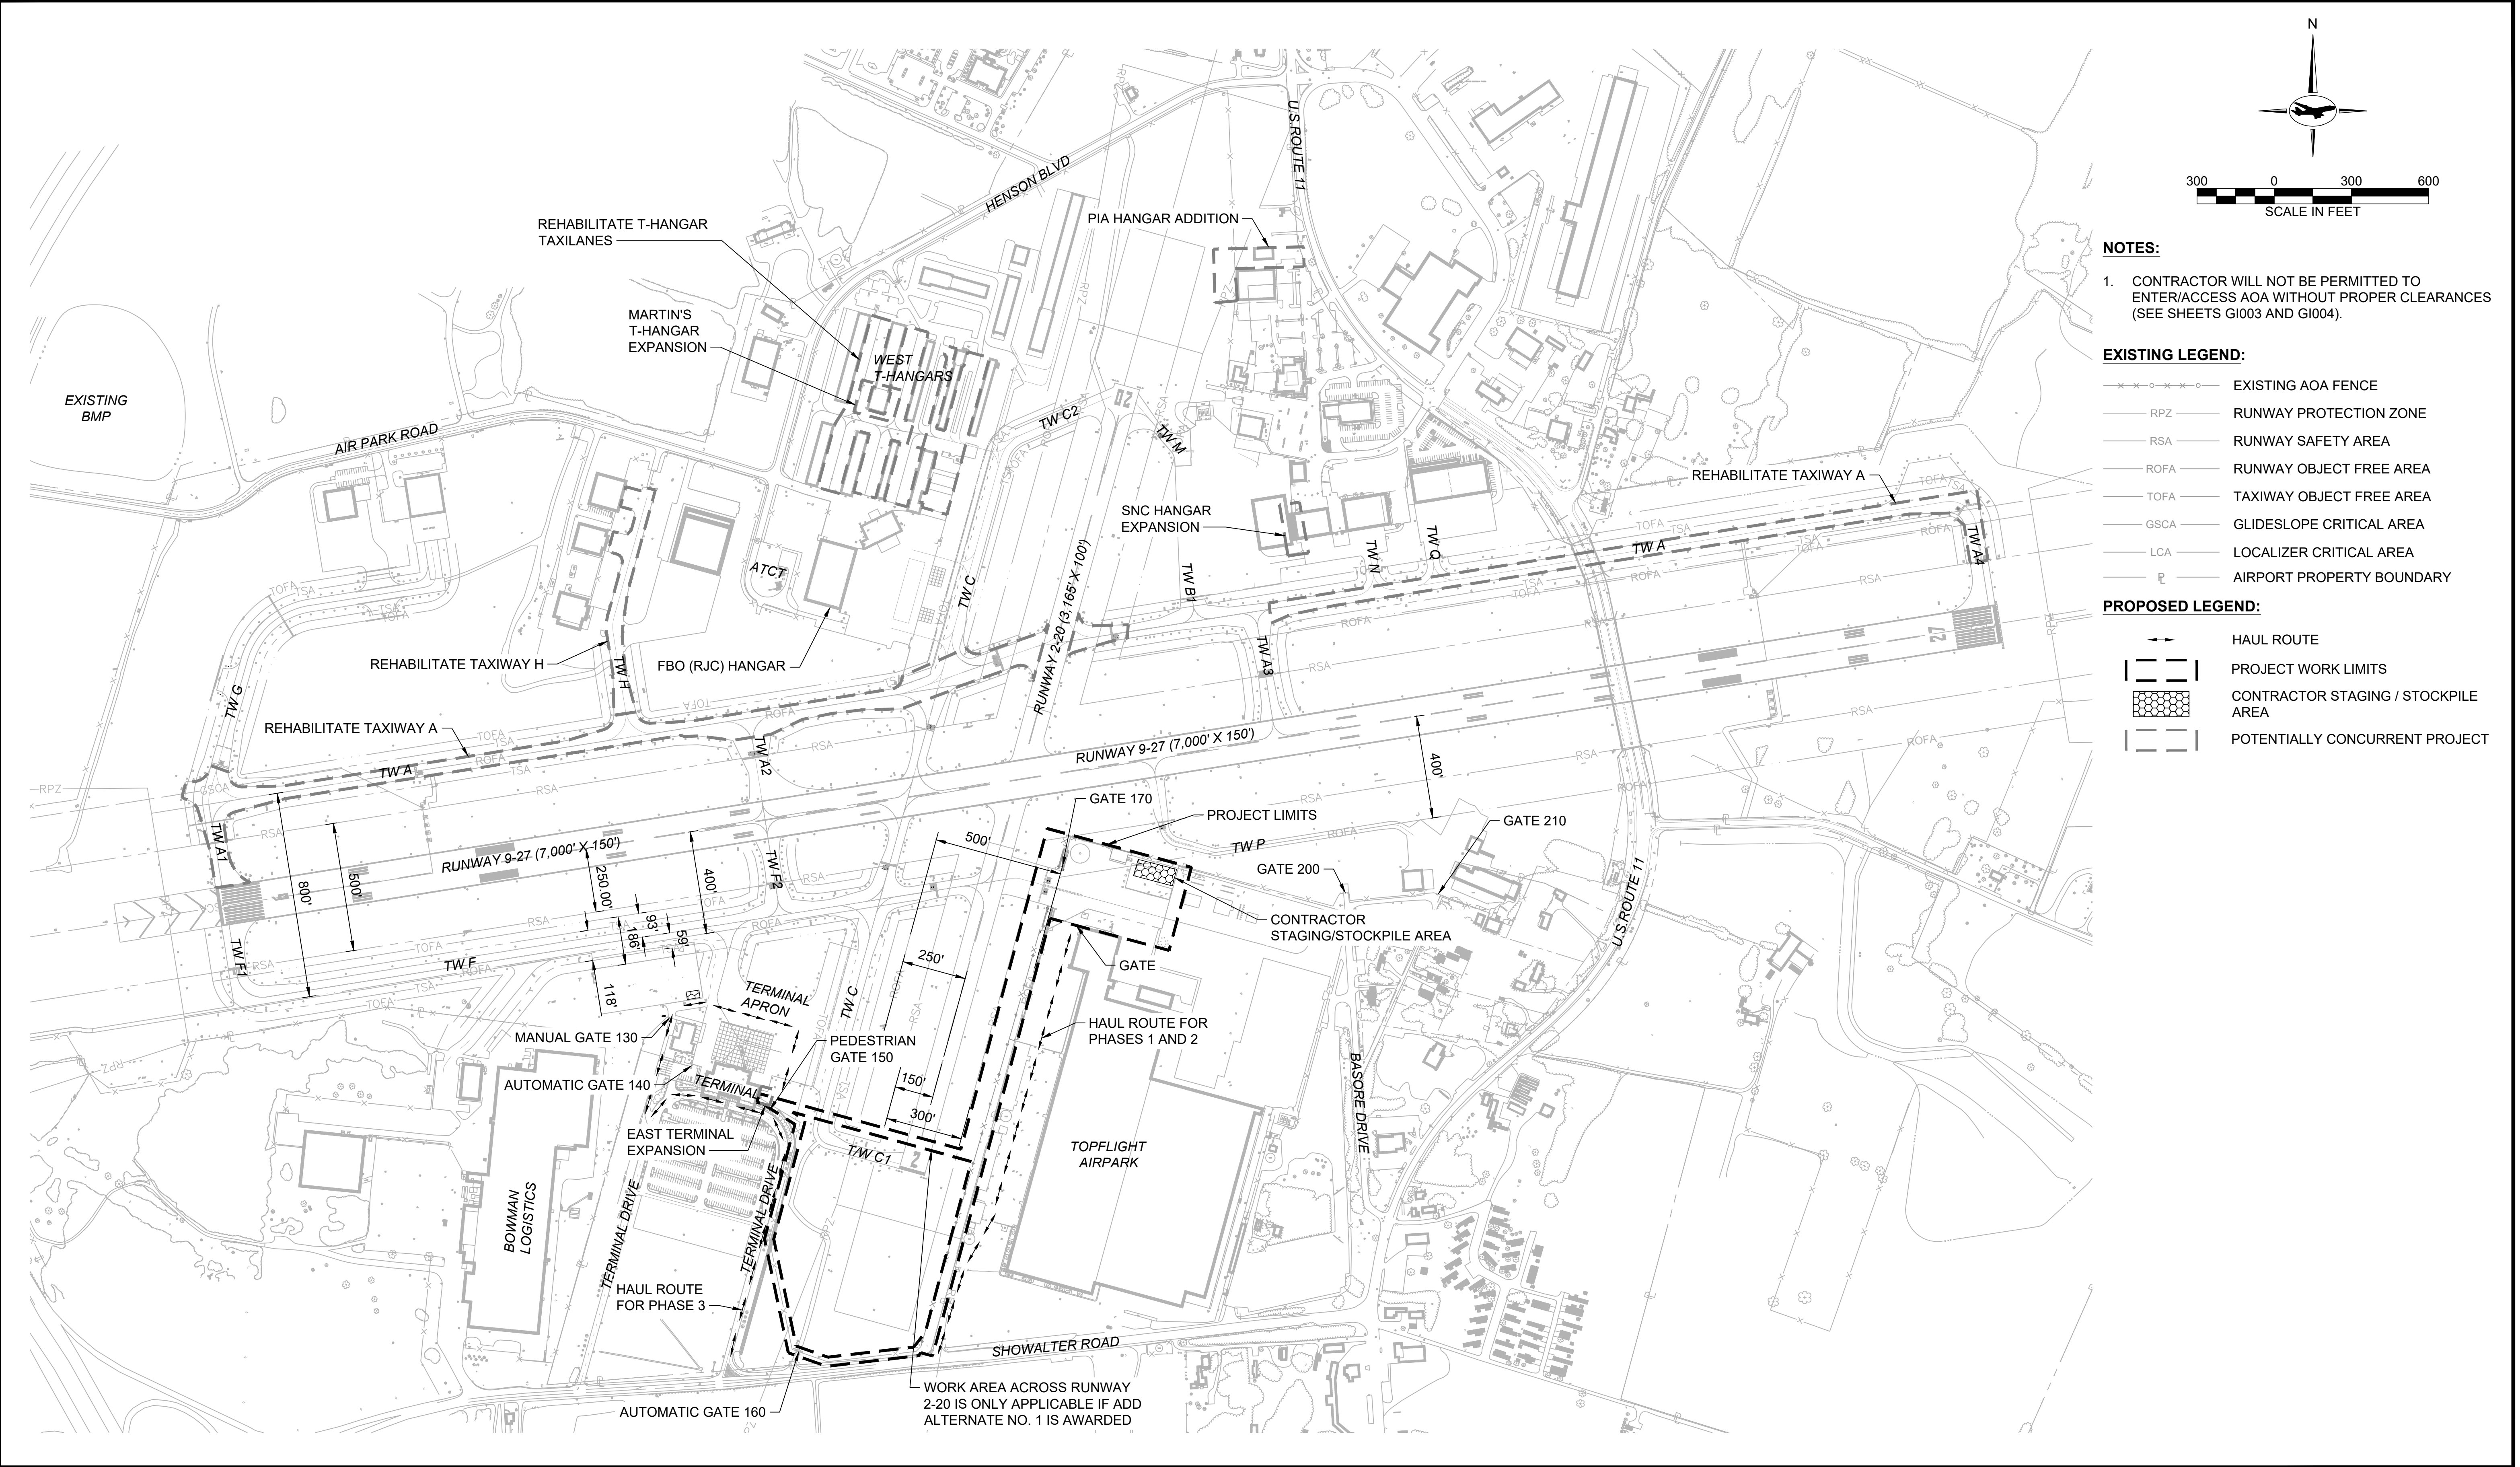 N
300 0 300 600
SCALE IN FEET
NOTES:
1. CONTRACTOR WILL NOT BE PERMITTED TO
ENTER/ACCESS AOA WITHOUT PROPER CLEARANCES
(SEE SHEETS GI003 AND GI004).
EXISTING LEGEND:
EXISTING AOA FENCE
RPZ RUNWAY PROTECTION ZONE
RSA RUNWAY SAFETY AREA
ROFA RUNWAY OBJECT FREE AREA
TOFA TAXIWAY OBJECT FREE AREA
GSCA GLIDESLOPE CRITICAL AREA
LCA LOCALIZER CRITICAL AREA
PL AIRPORT PROPERTY BOUNDARY
PROPOSED LEGEND:
HAUL ROUTE
PROJECT WORK LIMITS
CONTRACTOR STAGING / STOCKPILE
AREA
POTENTIALLY CONCURRENT PROJECT
U.S.ROUTE 11
HENSON BLVD
REHABILITATE T-HANGAR
TAXILANES
PIA HANGAR ADDITION
MARTIN'S
T-HANGAR
EXPANSION
WEST
T-HANGARS
EXISTING
BMP
AIR PARK ROAD
TW C2
20
TW M
REHABILITATE TAXIWAY A
SNC HANGAR
EXPANSION
TW N
TW Q
TW A
TW A4
ATCT
TW C
RUNWAY 2-20 (3,165' X 100')
TW B1
TW A3
27
REHABILITATE TAXIWAY H
TW H
FBO (RJC) HANGAR
TW G
REHABILITATE TAXIWAY A
TW A
TW A2
RUNWAY 9-27 (7,000' X 150')
400'
GATE 170
PROJECT LIMITS
GATE 210
TW A1
RUNWAY 9-27 (7,000' X 150')
500'
TW P
GATE 200
TW F2
800'
500'
250.00'
400'
93'
186'
59'
118'
TW F1
TW F
250'
CONTRACTOR
STAGING/STOCKPILE AREA
GATE
U.S.ROUTE 11
TERMINAL
APRON
TW C
MANUAL GATE 130
PEDESTRIAN
GATE 150
HAUL ROUTE FOR
PHASES 1 AND 2
AUTOMATIC GATE 140
TERMINAL
150'
300'
BASORE DRIVE
EAST TERMINAL
EXPANSION
T/W C1
2
TOPFLIGHT
AIRPARK
BOWMAN
LOGISTICS
TERMINAL DRIVE
TERMINAL DRIVE
HAUL ROUTE
FOR PHASE 3
SHOWALTER ROAD
AUTOMATIC GATE 160
WORK AREA ACROSS RUNWAY
2-20 IS ONLY APPLICABLE IF ADD
ALTERNATE NO. 1 IS AWARDED